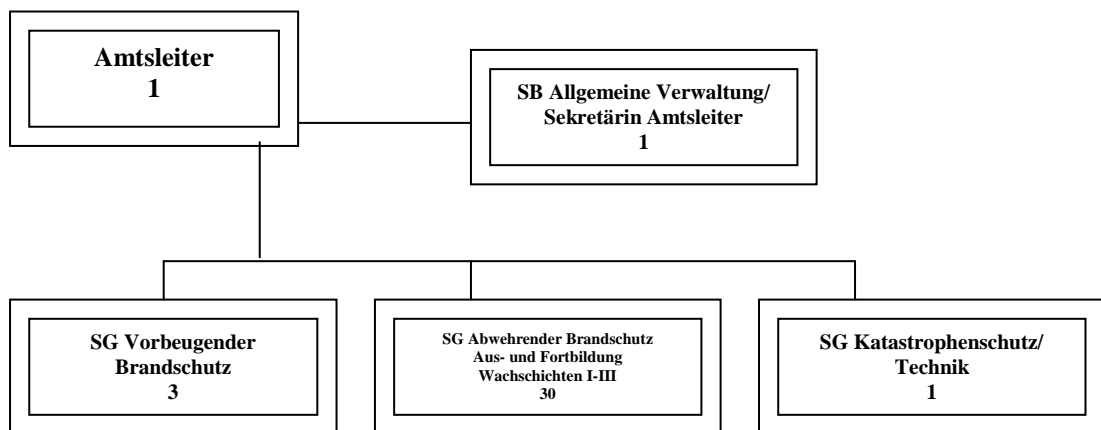 Amtsleiter
1
SB Allgemeine Verwaltung/
Sekretärin Amtsleiter
1
SG Vorbeugender
Brandschutz
3
SG Abwehrender Brandschutz
Aus- und Fortbildung
Wachschichten I-III
30
SG Katastrophenschutz/
Technik
1